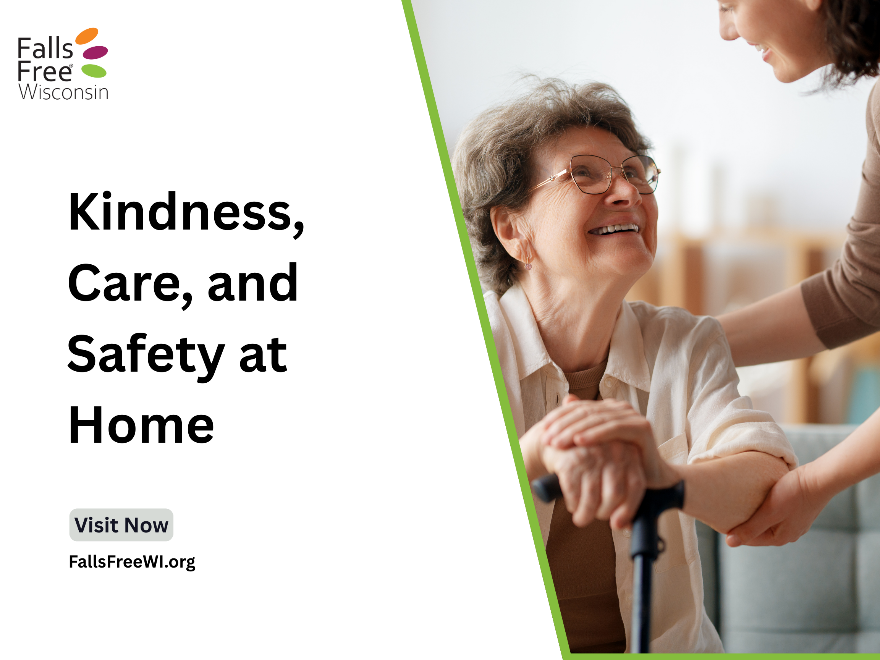 Falls
Free®
Wisconsin
Kindness,
Care, and
Safety at
Home
Visit Now
FallsFreeWI.org